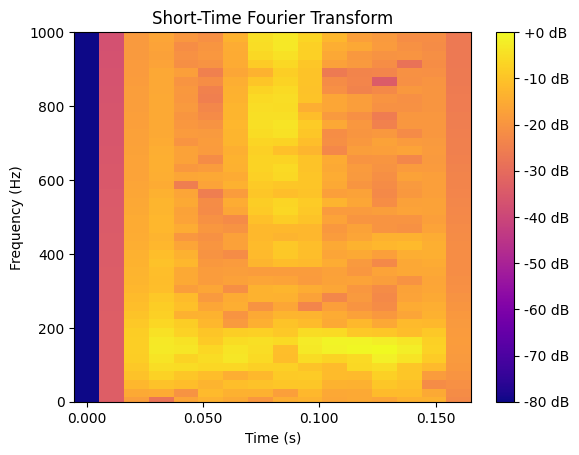 Short-Time Fourier Transform
1000
800
600
400
200
0
Frequency (Hz)
0.000
0.050
0.100
0.150
Time (s)
+0 dB
-10 dB
-20 dB
-30 dB
-40 dB
-50 dB
-60 dB
-70 dB
-80 dB